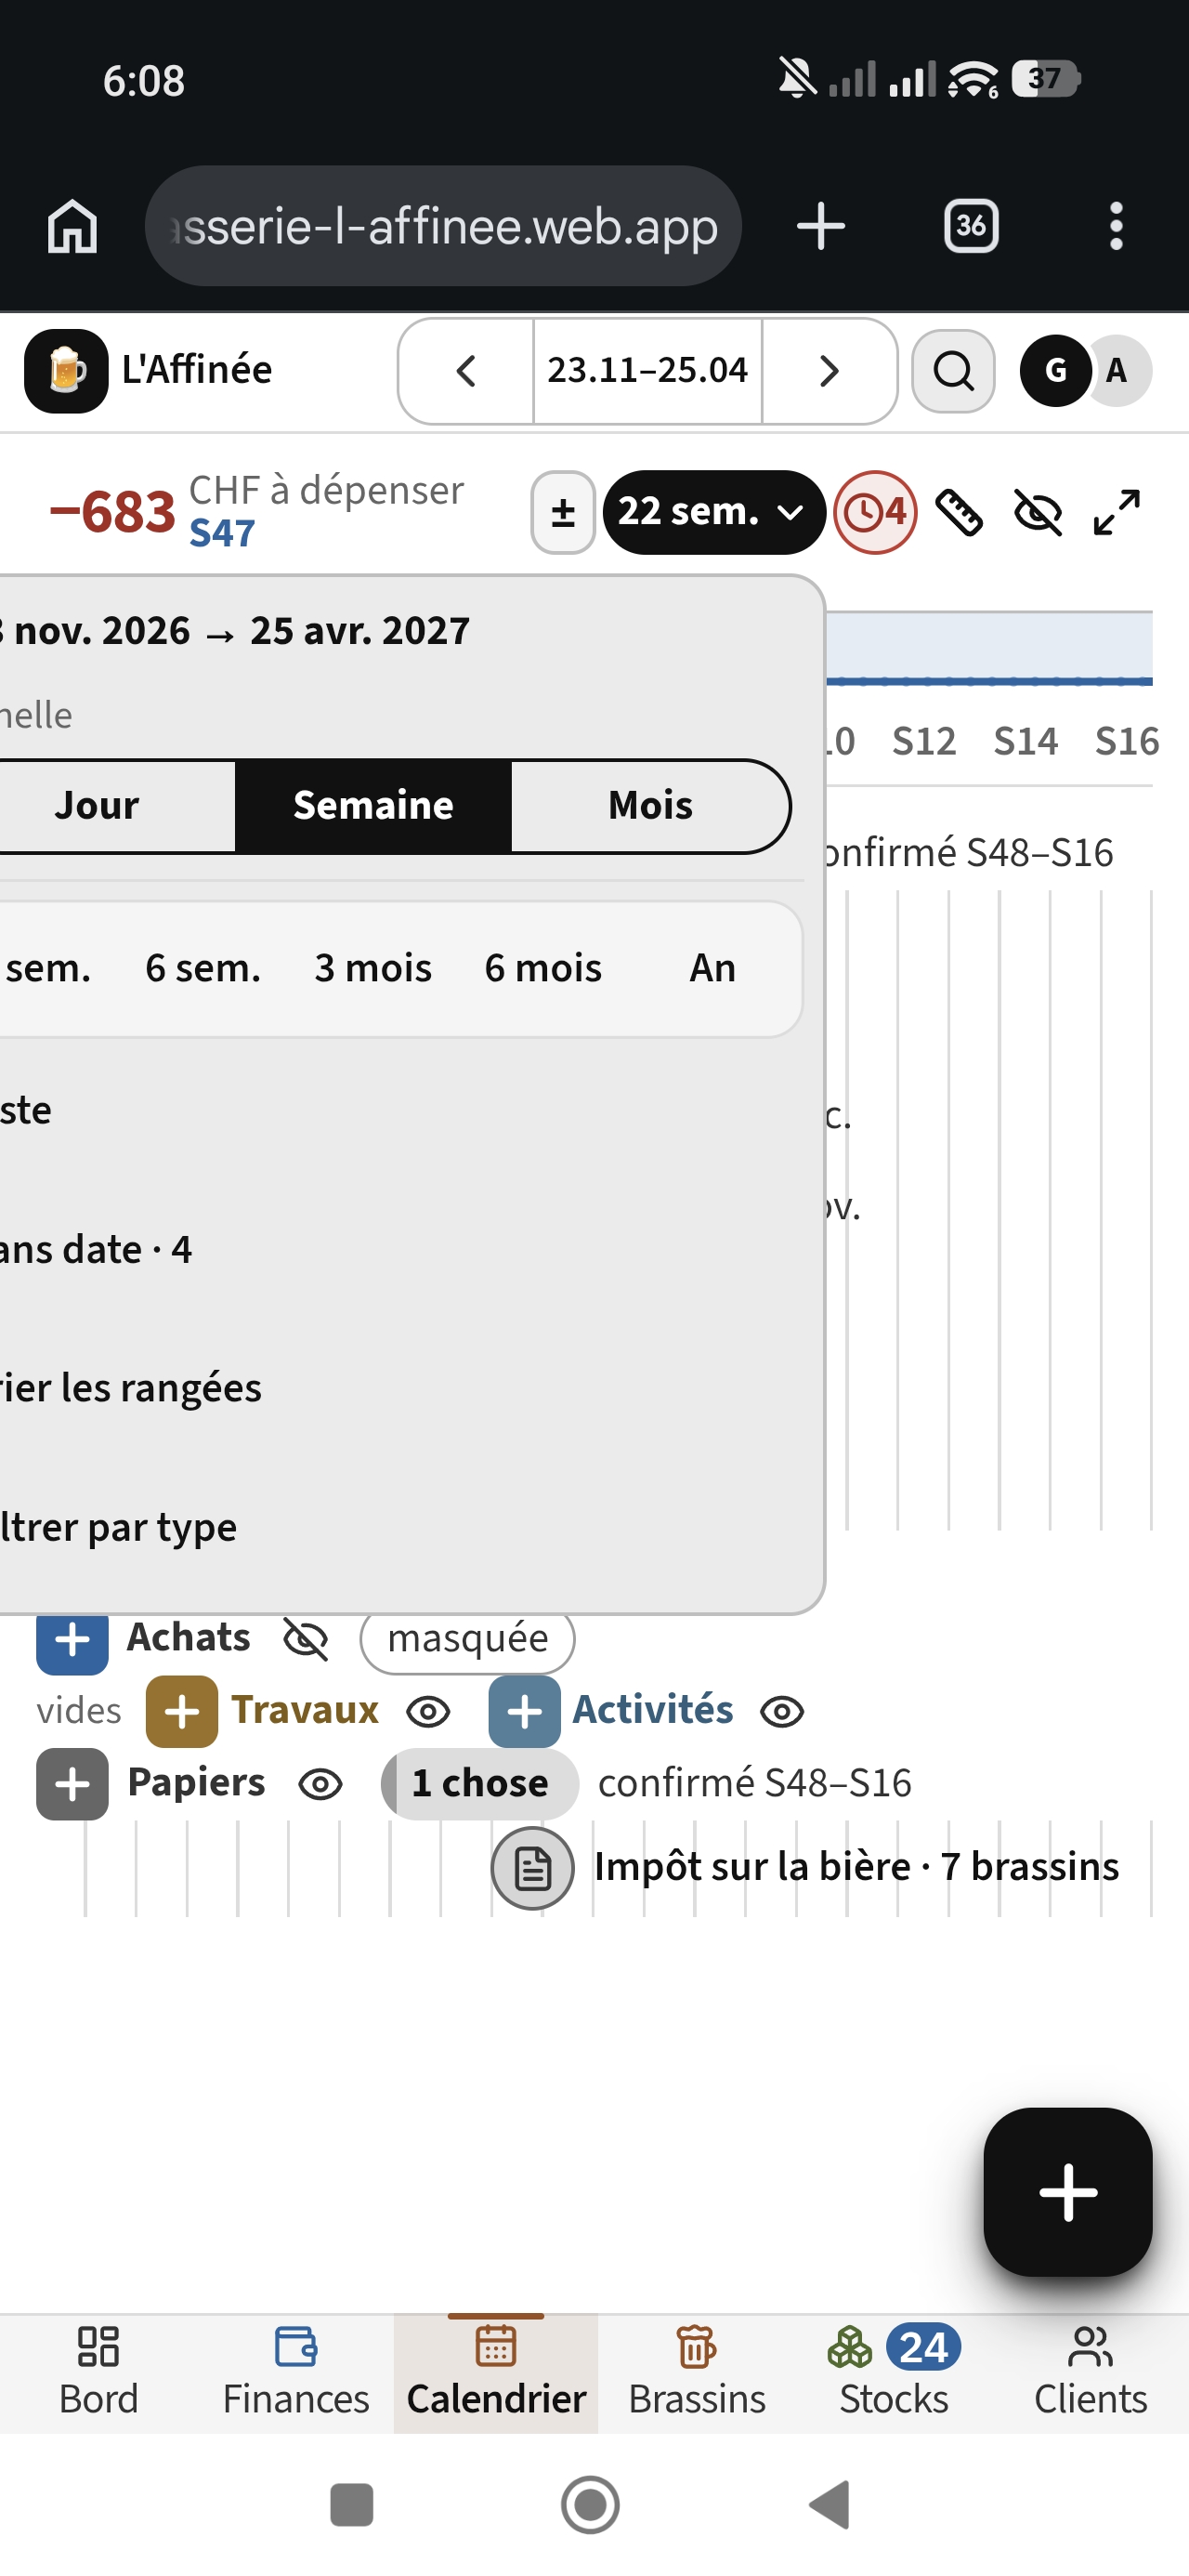 6:08
37
asserie-l-affinee.web.app
36
L'Affinée
23.11–25.04
G
A
–683 CHF à dépenser
S47
±
22 sem.
4
nov. 2026 → 25 avr. 2027
nelle
10 S12 S14 S16
Jour Semaine Mois
onfirmé S48–S16
sem. 6 sem. 3 mois 6 mois An
ste
c.
ov.
ans date · 4
rier les rangées
ltrer par type
Achats masquée
vides Travaux Activités
Papiers 1 chose confirmé S48–S16
Impôt sur la bière · 7 brassins
24
Bord Finances Calendrier Brassins Stocks Clients